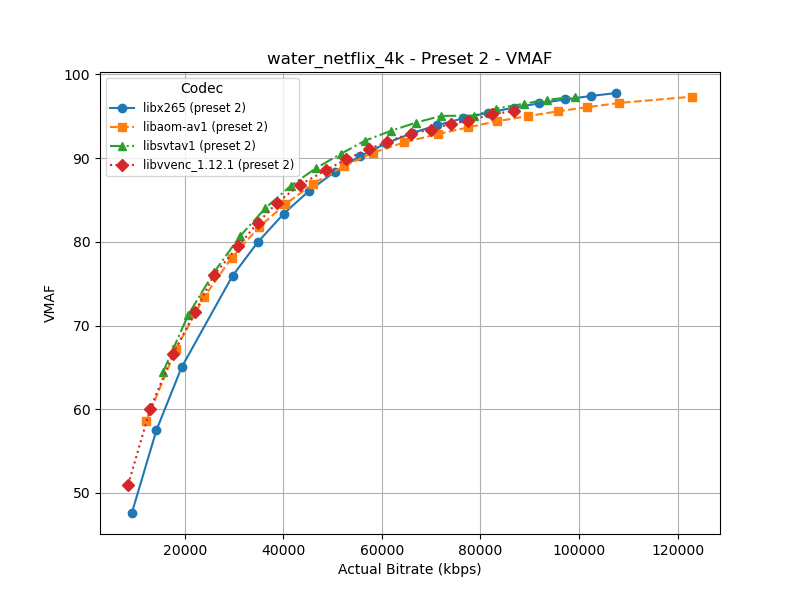 water_netflix_4k - Preset 2 - VMAF
Codec
libx265 (preset 2)
libaom-av1 (preset 2)
libsvtav1 (preset 2)
libvvenc_1.12.1 (preset 2)
VMAF
100
90
80
70
60
50
20000 40000 60000 80000 100000 120000
Actual Bitrate (kbps)